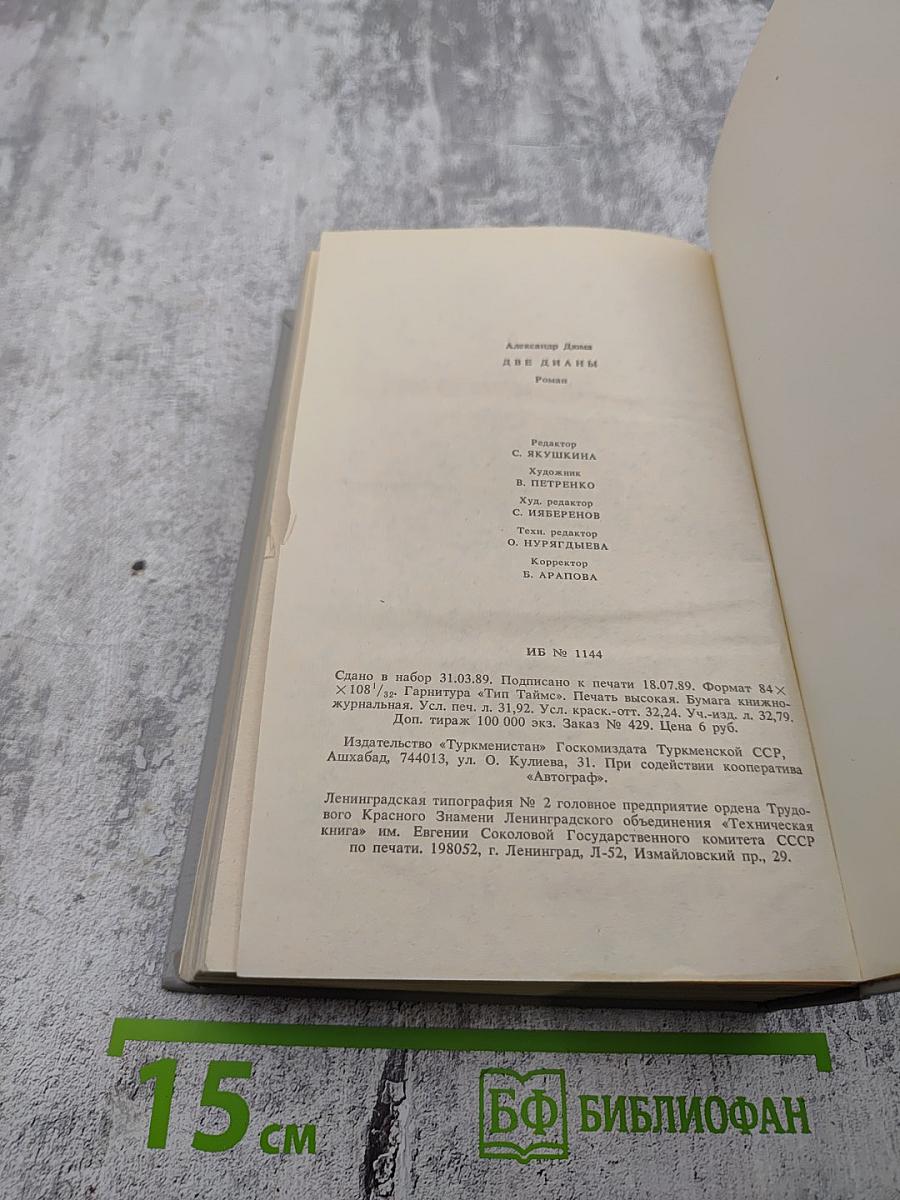 Александр Дюма
ДВЕ ДИАНЫ
Роман
Редактор
С. ЯКУШКИНА
Художник
В. ПЕТРЕНКО
Худ. редактор
С. ИЯБЕРЕНОВ
Техн. редактор
О. НУРЯГДЫЕВА
Корректор
Б. АРАПОВА
ИБ № 1144
Сдано в набор 31.03.89. Подписано к печати 18.07.89. Формат 84×
×108¹/₃₂. Гарнитура «Тип Таймс». Печать высокая. Бумага книжно-
журнальная. Усл. печ. л. 31,92. Усл. краск.-отт. 32,24. Уч.-изд. л. 32,79.
Доп. тираж 100 000 экз. Заказ № 429. Цена 6 руб.
Издательство «Туркменистан» Госкомиздата Туркменской ССР,
Ашхабад, 744013, ул. О. Кулиева, 31. При содействии кооператива
«Автограф».
Ленинградская типография № 2 головное предприятие ордена Трудо-
вого Красного Знамени Ленинградского объединения «Техническая
книга» им. Евгении Соколовой Государственного комитета СССР
по печати. 198052, г. Ленинград, Л-52, Измайловский пр., 29.
15 см
БФ БИБЛИОФАН